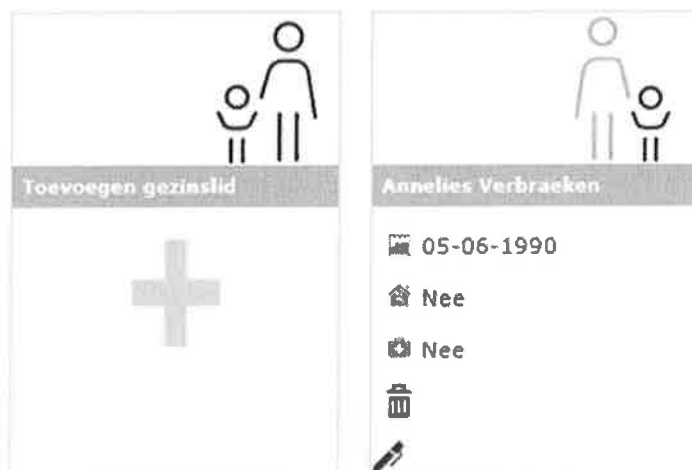 Toevoegen gezinslid
Annelies Verbraeken
05-06-1990
Nee
Nee